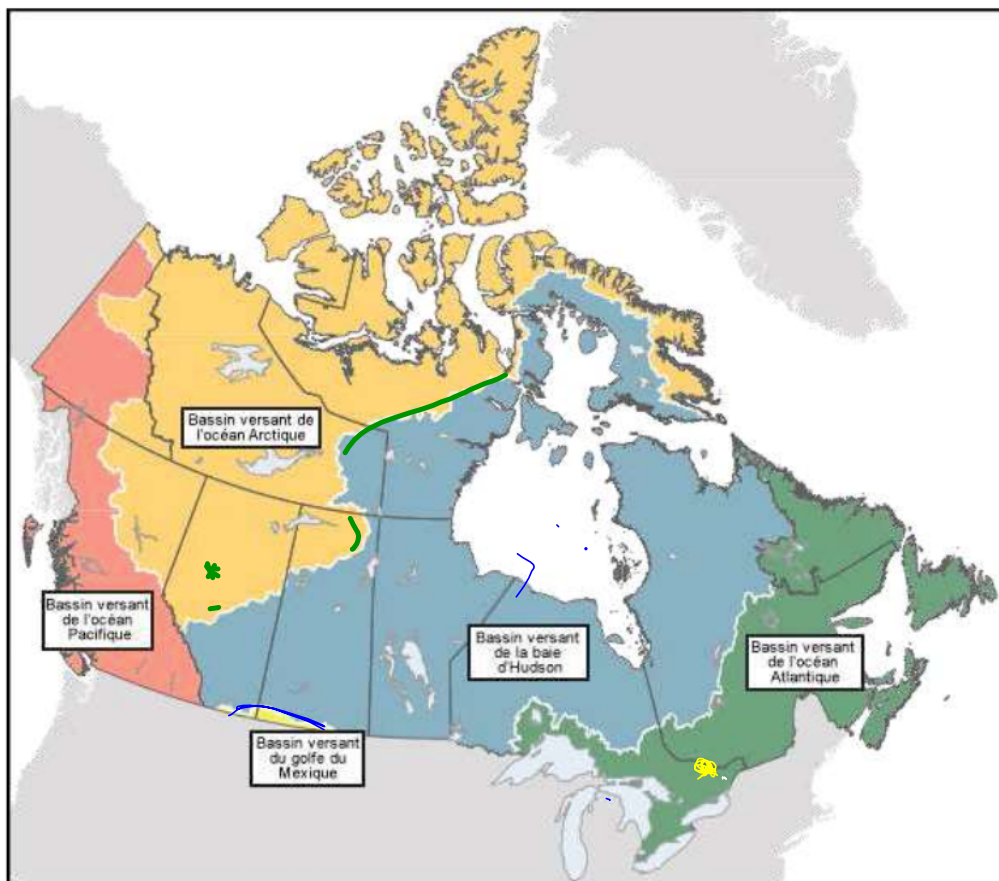 Bassin versant de
l'océan Arctique
Bassin versant
de l'océan
Pacifique
Bassin versant
de la baie
d'Hudson
Bassin versant
de l'océan
Atlantique
Bassin versant
du golfe du
Mexique